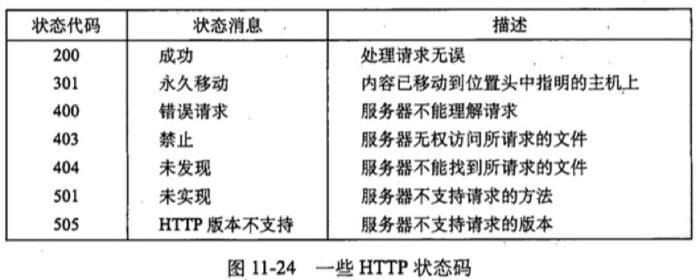 状态代码 状态消息 描述
200 成功 处理请求无误
301 永久移动 内容已移动到位置头中指明的主机上
400 错误请求 服务器不能理解请求
403 禁止 服务器无权访问所请求的文件
404 未发现 服务器不能找到所请求的文件
501 未实现 服务器不支持请求的方法
505 HTTP 版本不支持 服务器不支持请求的版本
图 11-24 一些 HTTP 状态码